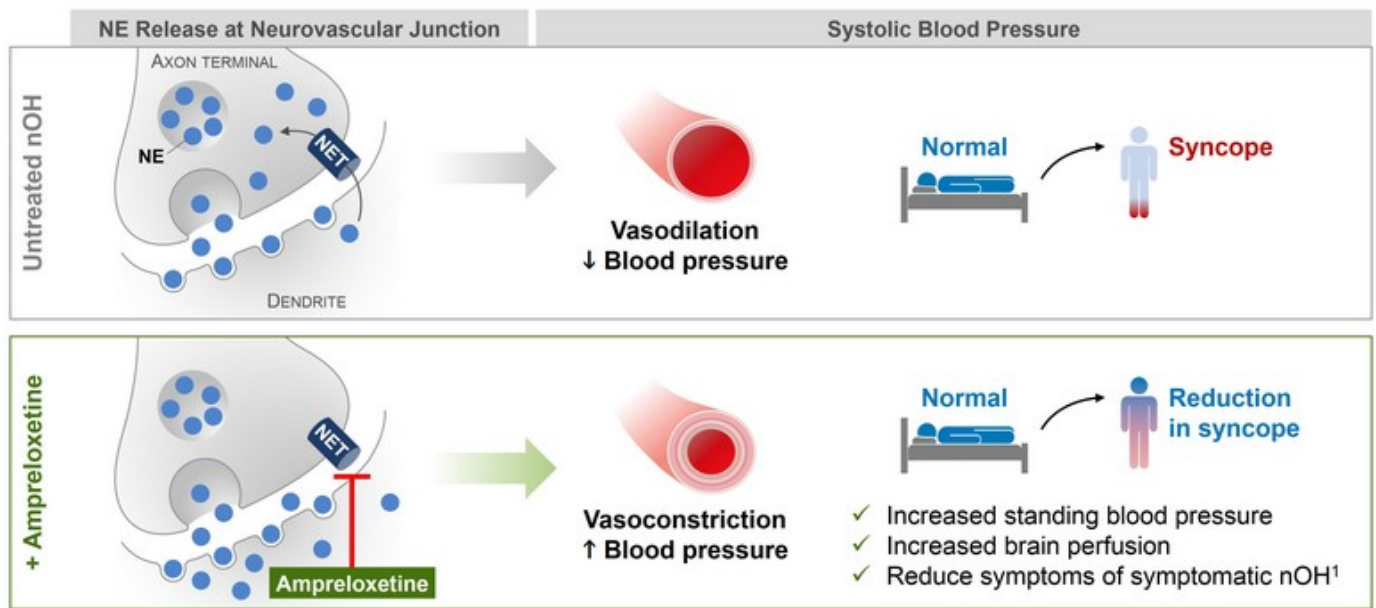 NE Release at Neurovascular Junction
Systolic Blood Pressure
Untreated nOH
AXON TERMINAL
NE
NET
DENDRITE
Vasodilation
↓ Blood pressure
Normal
Syncope
+ Ampreloxetine
NET
Ampreloxetine
Vasoconstriction
↑ Blood pressure
Normal
Reduction
in syncope
✓ Increased standing blood pressure
✓ Increased brain perfusion
✓ Reduce symptoms of symptomatic nOH¹